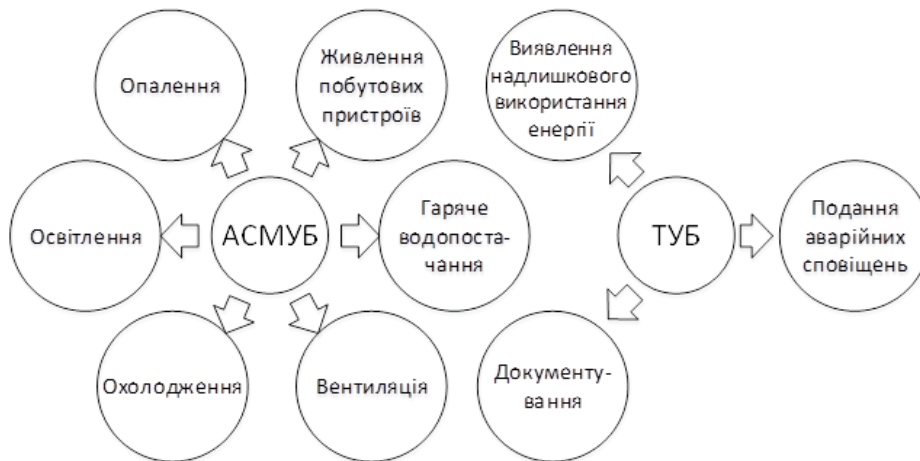 Опалення
Живлення
побутових
пристроїв
Виявлення
надлишкового
використання
енергії
Освітлення
АСМУБ
Гаряче
водопоста-
чання
ТУБ
Подання
аварійних
сповіщень
Охолодження
Вентиляція
Документу-
вання